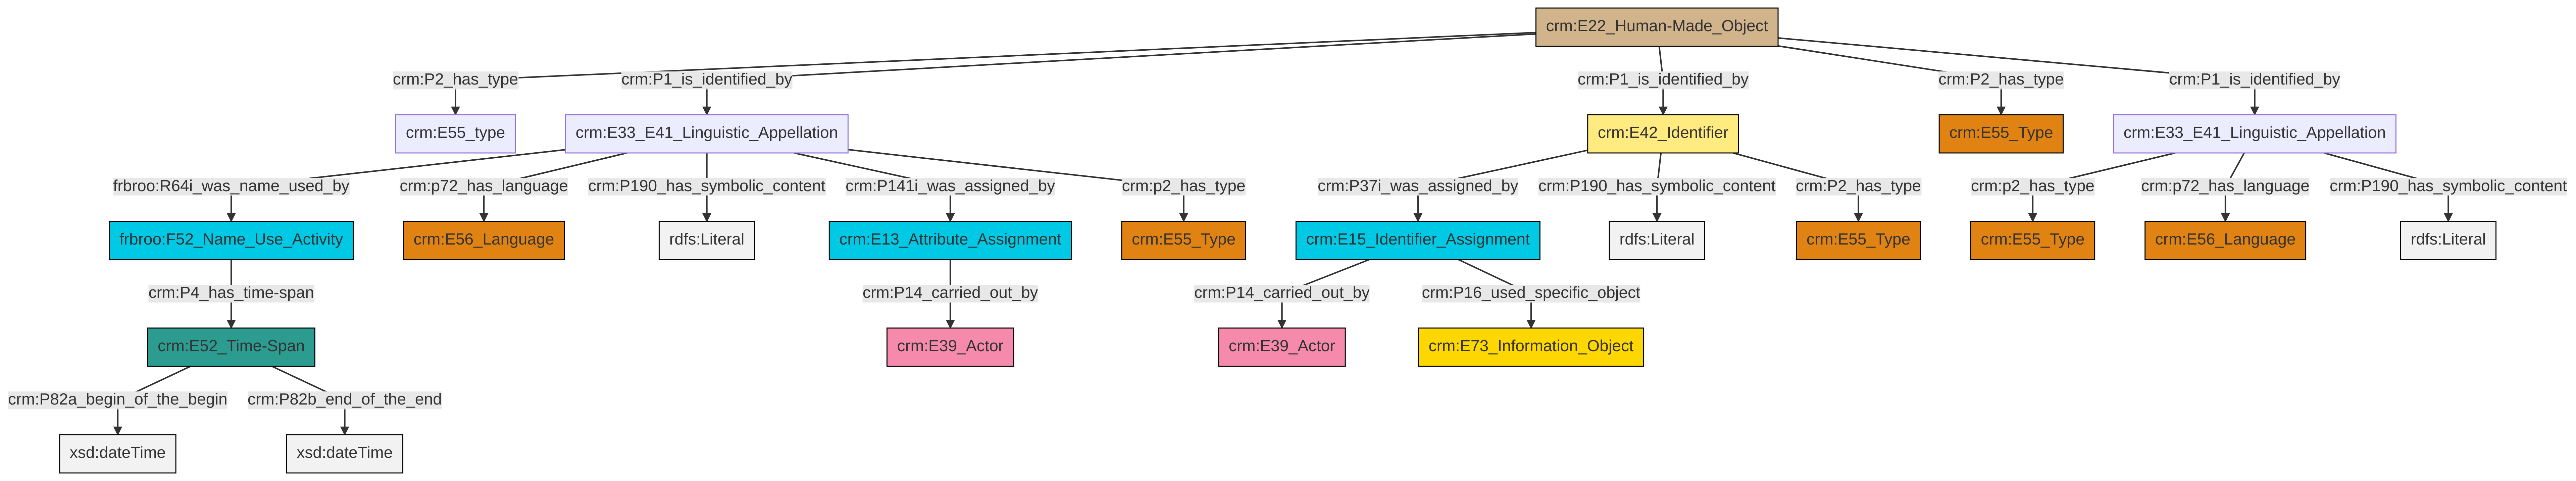 crm:E22_Human-Made_Object
crm:P2_has_type
crm:P1_is_identified_by
crm:P1_is_identified_by
crm:P2_has_type
crm:P1_is_identified_by
crm:E55_type
crm:E33_E41_Linguistic_Appellation
crm:E42_Identifier
crm:E55_Type
crm:E33_E41_Linguistic_Appellation
frbroo:R64i_was_name_used_by
crm:p72_has_language
crm:P190_has_symbolic_content
crm:P141i_was_assigned_by
crm:p2_has_type
crm:P37i_was_assigned_by
crm:P190_has_symbolic_content
crm:P2_has_type
crm:p2_has_type
crm:p72_has_language
crm:P190_has_symbolic_content
frbroo:F52_Name_Use_Activity
crm:E56_Language
rdfs:Literal
crm:E13_Attribute_Assignment
crm:E55_Type
crm:E15_Identifier_Assignment
rdfs:Literal
crm:E55_Type
crm:E55_Type
crm:E56_Language
rdfs:Literal
crm:P4_has_time-span
crm:P14_carried_out_by
crm:P14_carried_out_by
crm:P16_used_specific_object
crm:E52_Time-Span
crm:E39_Actor
crm:E39_Actor
crm:E73_Information_Object
crm:P82a_begin_of_the_begin
crm:P82b_end_of_the_end
xsd:dateTime
xsd:dateTime